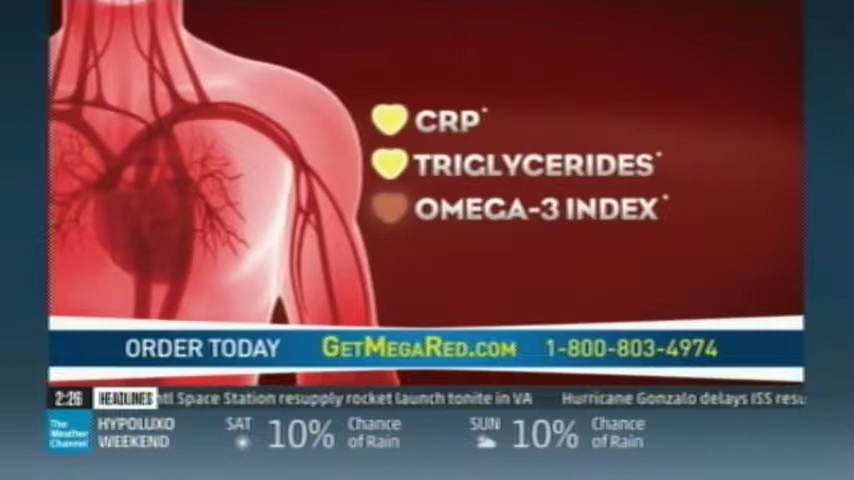 CRP*
TRIGLYCERIDES*
OMEGA-3 INDEX*
ORDER TODAY GETMEGARED.COM 1-800-803-4974
2:26 HEADLINES ntl Space Station resupply rocket launch tonite in VA Hurricane Gonzalo delays ISS resu
The Weather Channel
HYPOLUXO WEEKEND
SAT 10% Chance of Rain
SUN 10% Chance of Rain